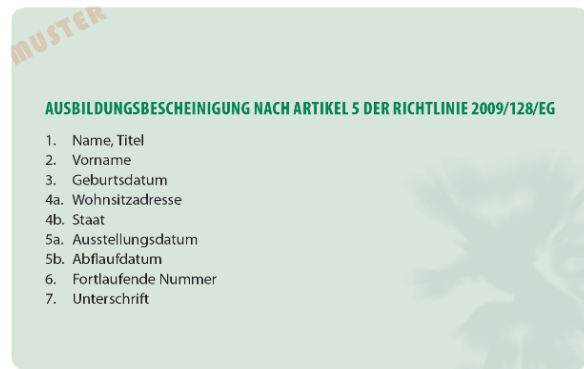 MUSTER
AUSBILDUNGSBESCHEINIGUNG NACH ARTIKEL 5 DER RICHTLINIE 2009/128/EG
1. Name, Titel
2. Vorname
3. Geburtsdatum
4a. Wohnsitzadresse
4b. Staat
5a. Ausstellungsdatum
5b. Abflaufdatum
6. Fortlaufende Nummer
7. Unterschrift